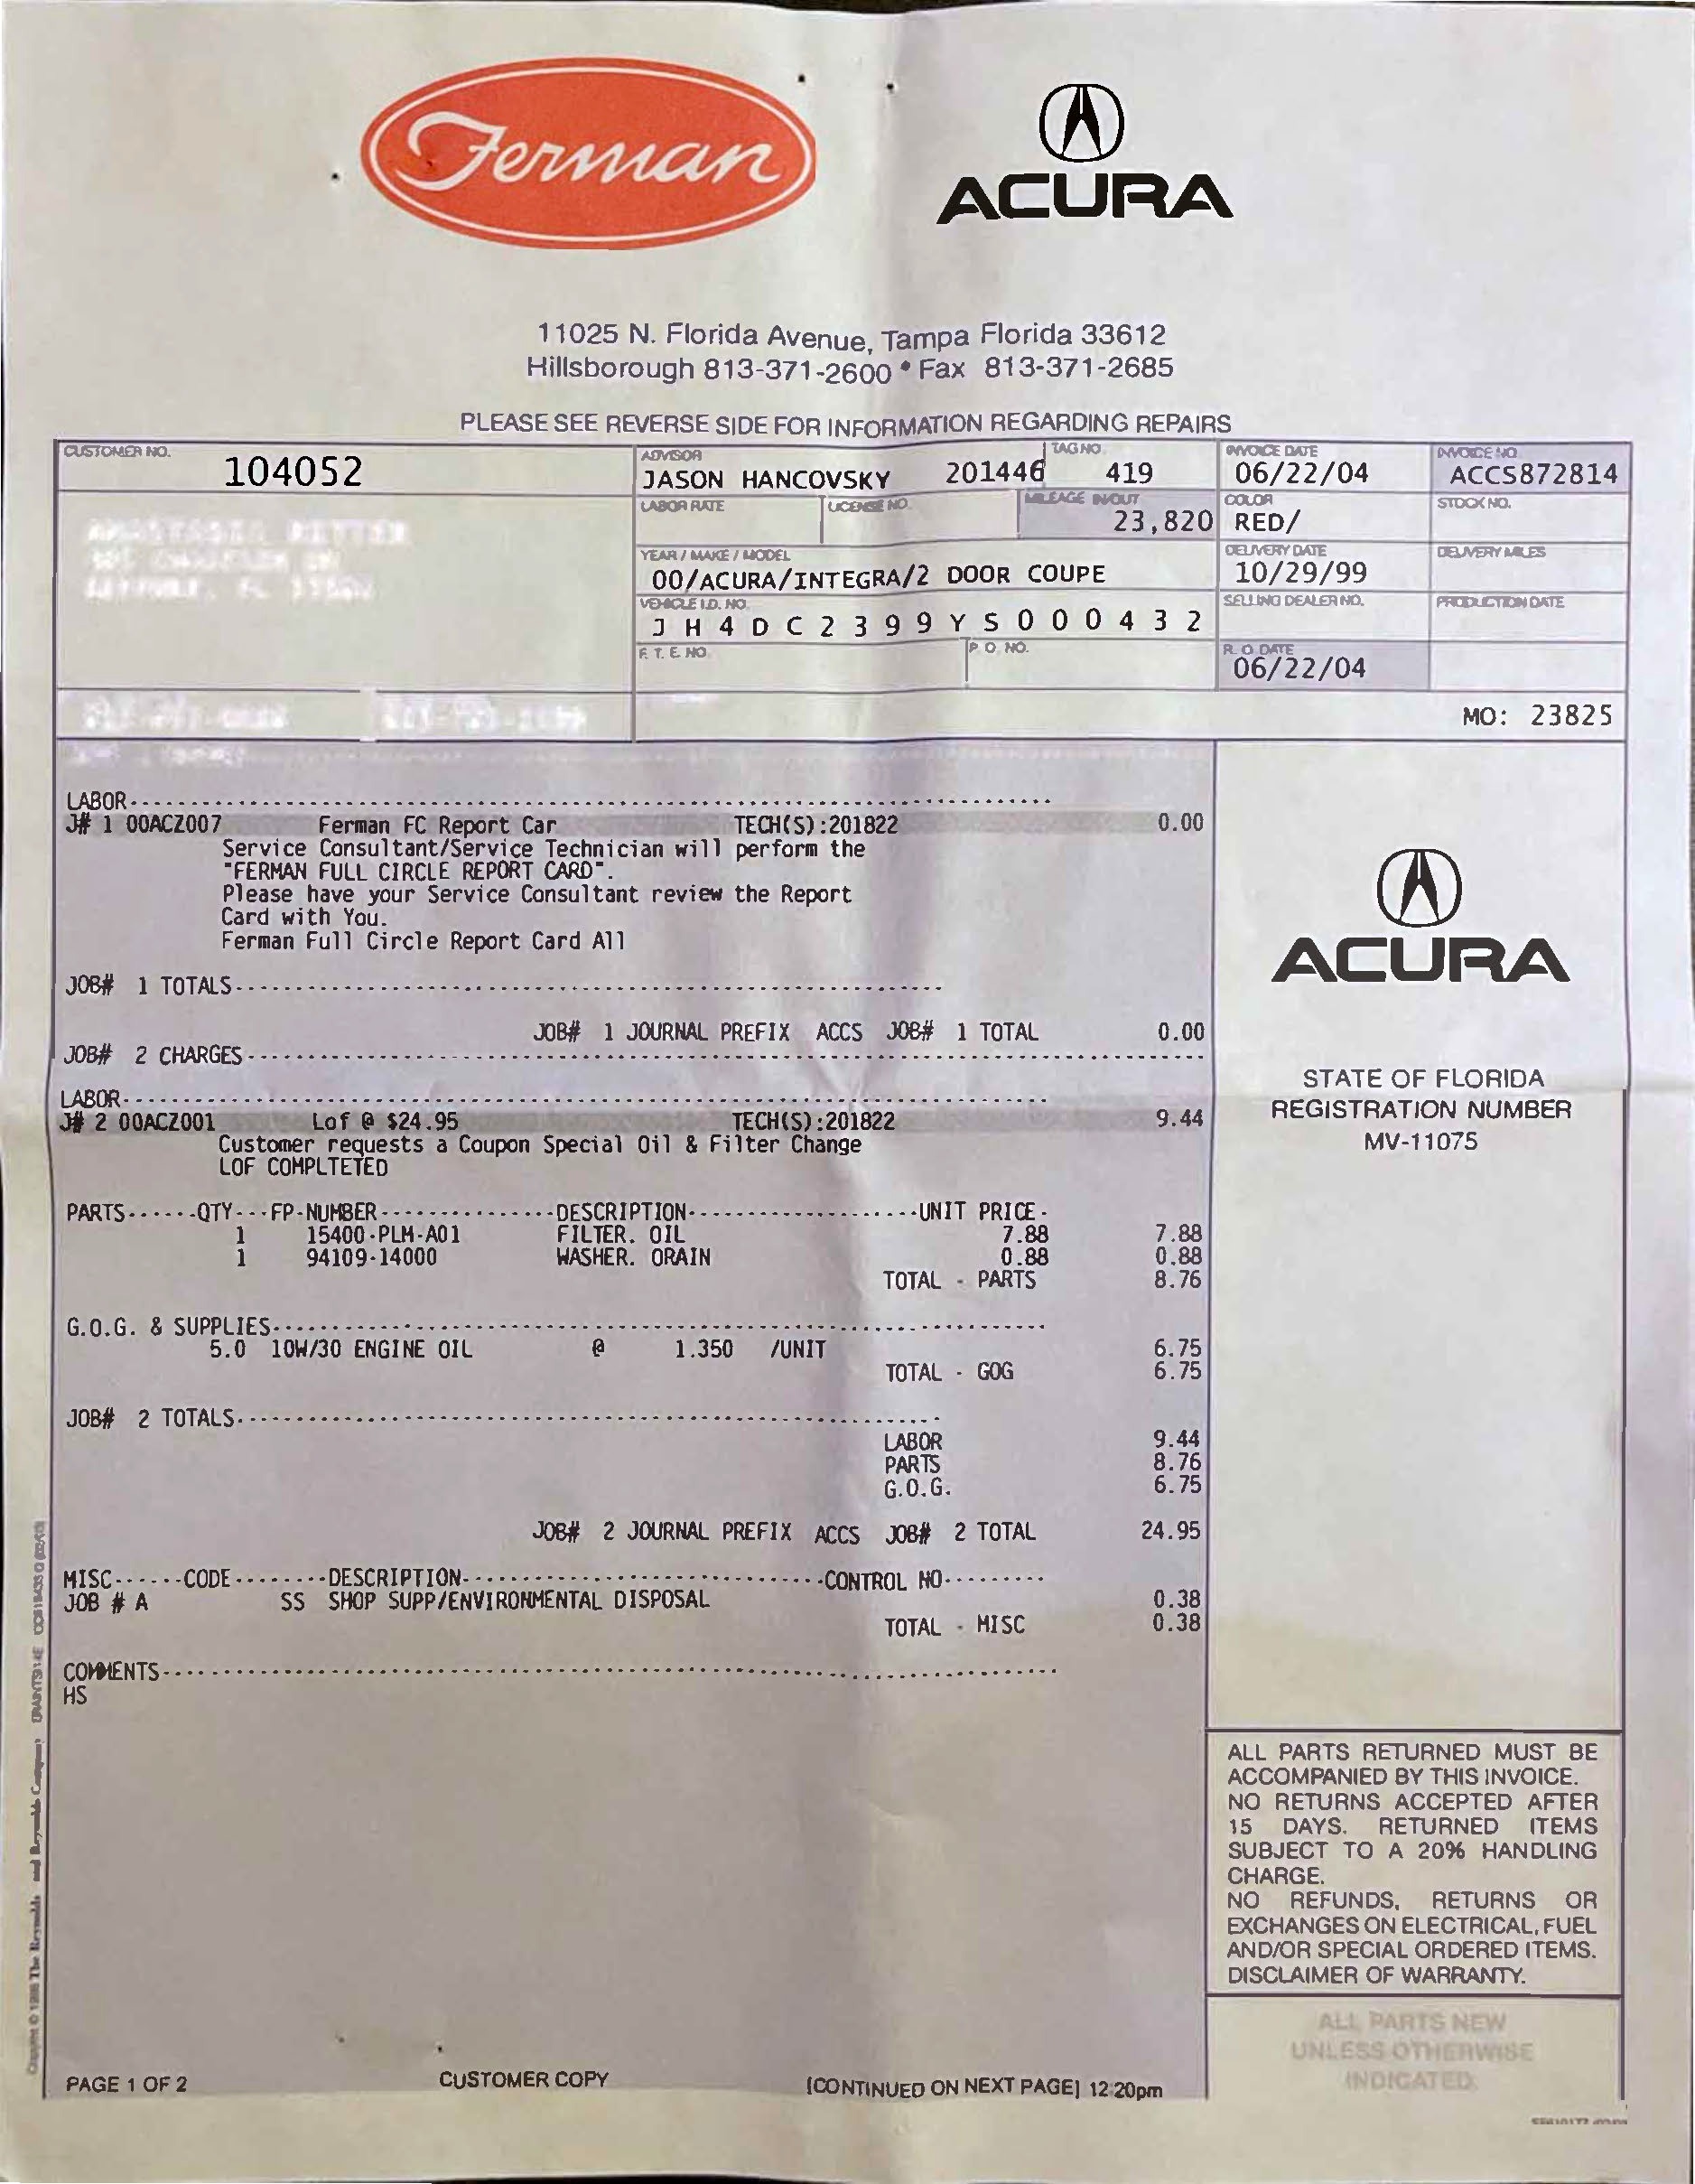 Ferman
ACURA
11025 N. Florida Avenue, Tampa Florida 33612
Hillsborough 813-371-2600 • Fax 813-371-2685
PLEASE SEE REVERSE SIDE FOR INFORMATION REGARDING REPAIRS
CUSTOMER NO. 104052
ADVISOR JASON HANCOVSKY 201446
TAG NO. 419
INVOICE DATE 06/22/04
INVOICE NO. ACCS872814
LABOR RATE
LICENSE NO.
MILEAGE IN/OUT 23,820
COLOR RED/
STOCK NO.
YEAR / MAKE / MODEL 00/ACURA/INTEGRA/2 DOOR COUPE
DELIVERY DATE 10/29/99
DELIVERY MILES
VEHICLE I.D. NO. J H 4 D C 2 3 9 9 Y S 0 0 0 4 3 2
SELLING DEALER NO.
PRODUCTION DATE
F. T. E. NO.
P. O. NO.
R. O. DATE 06/22/04
MO: 23825
LABOR
J# 1 00ACZ007 Ferman FC Report Car TECH(S):201822 0.00
Service Consultant/Service Technician will perform the
"FERMAN FULL CIRCLE REPORT CARD".
Please have your Service Consultant review the Report
Card with You.
Ferman Full Circle Report Card All
JOB# 1 TOTALS
JOB# 1 JOURNAL PREFIX ACCS JOB# 1 TOTAL 0.00
JOB# 2 CHARGES
LABOR
J# 2 00ACZ001 Lof @ $24.95 TECH(S):201822 9.44
Customer requests a Coupon Special Oil & Filter Change
LOF COMPLTETED
PARTS------QTY---FP-NUMBER---------------DESCRIPTION--------------------UNIT PRICE-
1 15400-PLM-A01 FILTER. OIL 7.88 7.88
1 94109-14000 WASHER. ORAIN 0.88 0.88
TOTAL - PARTS 8.76
G.O.G. & SUPPLIES
5.0 10W/30 ENGINE OIL @ 1.350 /UNIT 6.75
TOTAL - GOG 6.75
JOB# 2 TOTALS
LABOR 9.44
PARTS 8.76
G.O.G. 6.75
JOB# 2 JOURNAL PREFIX ACCS JOB# 2 TOTAL 24.95
MISC------CODE---------DESCRIPTION------------------------------CONTROL NO---------
JOB # A SS SHOP SUPP/ENVIRONMENTAL DISPOSAL 0.38
TOTAL - MISC 0.38
COMMENTS
HS
ACURA
STATE OF FLORIDA
REGISTRATION NUMBER
MV-11075
ALL PARTS RETURNED MUST BE
ACCOMPANIED BY THIS INVOICE.
NO RETURNS ACCEPTED AFTER
15 DAYS. RETURNED ITEMS
SUBJECT TO A 20% HANDLING
CHARGE.
NO REFUNDS, RETURNS OR
EXCHANGES ON ELECTRICAL, FUEL
AND/OR SPECIAL ORDERED ITEMS.
DISCLAIMER OF WARRANTY.
ALL PARTS NEW
UNLESS OTHERWISE
INDICATED.
PAGE 1 OF 2 CUSTOMER COPY [CONTINUED ON NEXT PAGE] 12:20pm